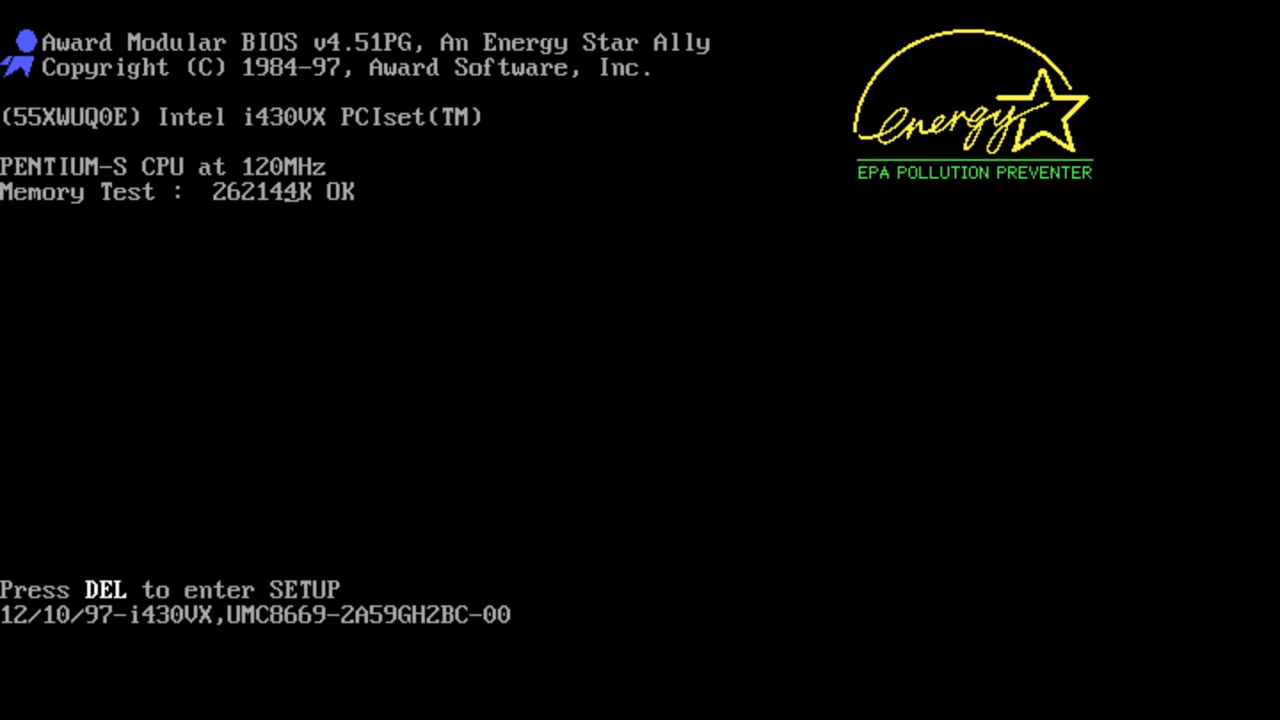 Award Modular BIOS v4.51PG, An Energy Star Ally
Copyright (C) 1984-97, Award Software, Inc.
energy
EPA POLLUTION PREVENTER
(55XWUQ0E) Intel i430VX PCIset(TM)
PENTIUM-S CPU at 120MHz
Memory Test :  262144K OK
Press DEL to enter SETUP
12/10/97-i430VX,UMC8669-2A59GH2BC-00